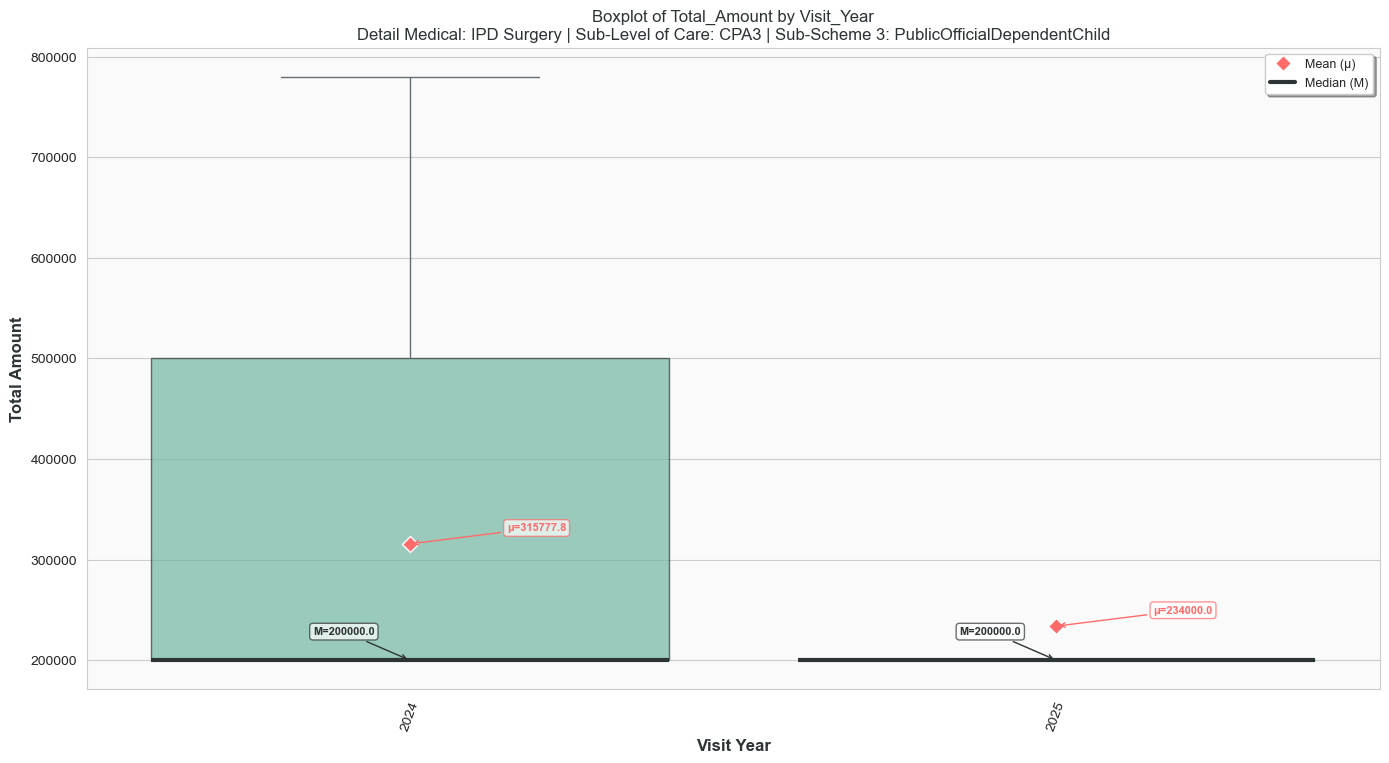 Boxplot of Total_Amount by Visit_Year
Detail Medical: IPD Surgery | Sub-Level of Care: CPA3 | Sub-Scheme 3: PublicOfficialDependentChild
Mean (μ)
Median (M)
Total Amount
800000
700000
600000
500000
400000
300000
200000
μ=315777.8
M=200000.0
μ=234000.0
M=200000.0
2024
2025
Visit Year